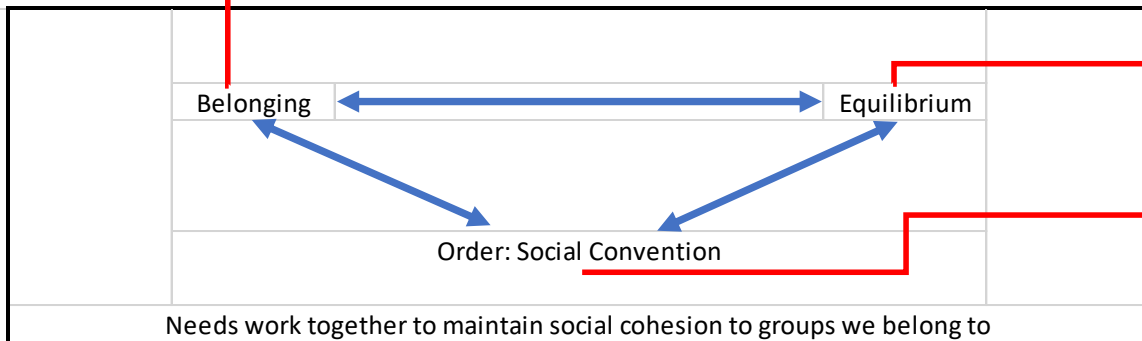 Belonging
Equilibrium
Order: Social Convention
Needs work together to maintain social cohesion to groups we belong to